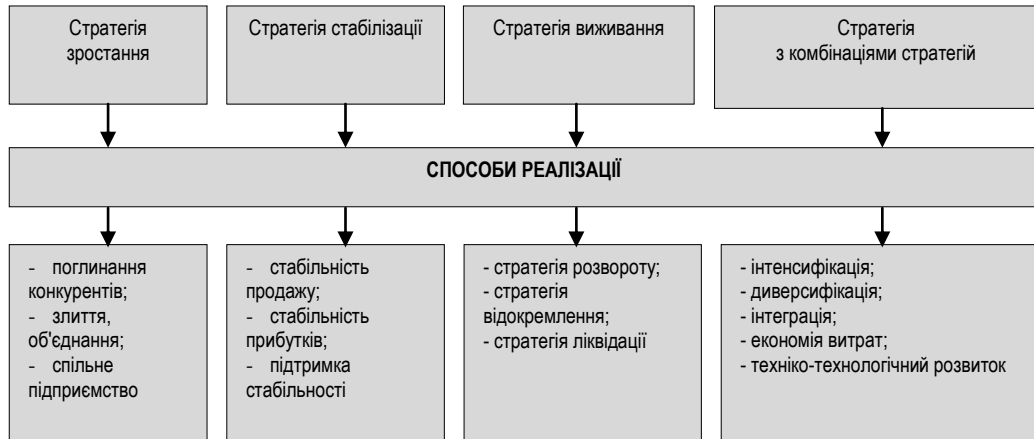 Стратегія
зростання
Стратегія стабілізації
Стратегія виживання
Стратегія
з комбінаціями стратегій
СПОСОБИ РЕАЛІЗАЦІЇ
- поглинання
конкурентів;
- злиття,
об'єднання;
- спільне
підприємство
- стабільність
продажу;
- стабільність
прибутків;
- підтримка
стабільності
- стратегія розвороту;
- стратегія
відокремлення;
- стратегія ліквідації
- інтенсифікація;
- диверсифікація;
- інтеграція;
- економія витрат;
- техніко-технологічний розвиток